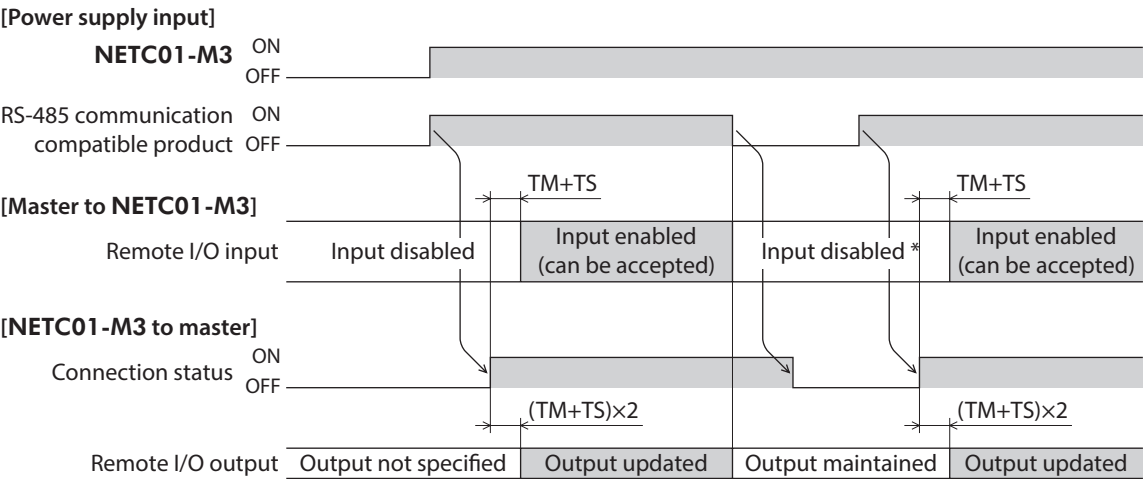 [Power supply input]
NETC01-M3 ON
OFF
RS-485 communication ON
compatible product OFF
TM+TS TM+TS
[Master to NETC01-M3]
Remote I/O input Input disabled Input enabled Input disabled * Input enabled
(can be accepted) (can be accepted)
[NETC01-M3 to master]
ON
Connection status
OFF
(TM+TS)×2 (TM+TS)×2
Remote I/O output Output not specified Output updated Output maintained Output updated